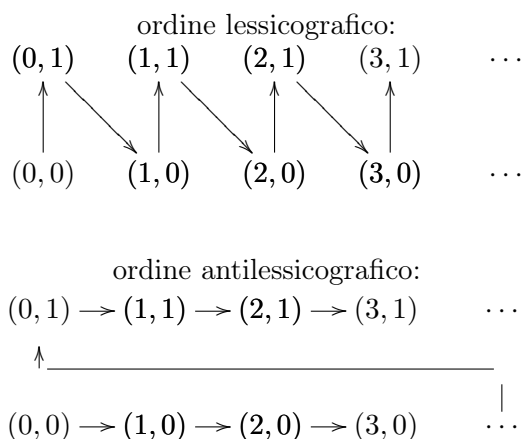 ordine lessicografico:
(0, 1) (1, 1) (2, 1) (3, 1) ⋯
(0, 0) (1, 0) (2, 0) (3, 0) ⋯
ordine antilessicografico:
(0, 1) → (1, 1) → (2, 1) → (3, 1) ⋯
(0, 0) → (1, 0) → (2, 0) → (3, 0) ⋯